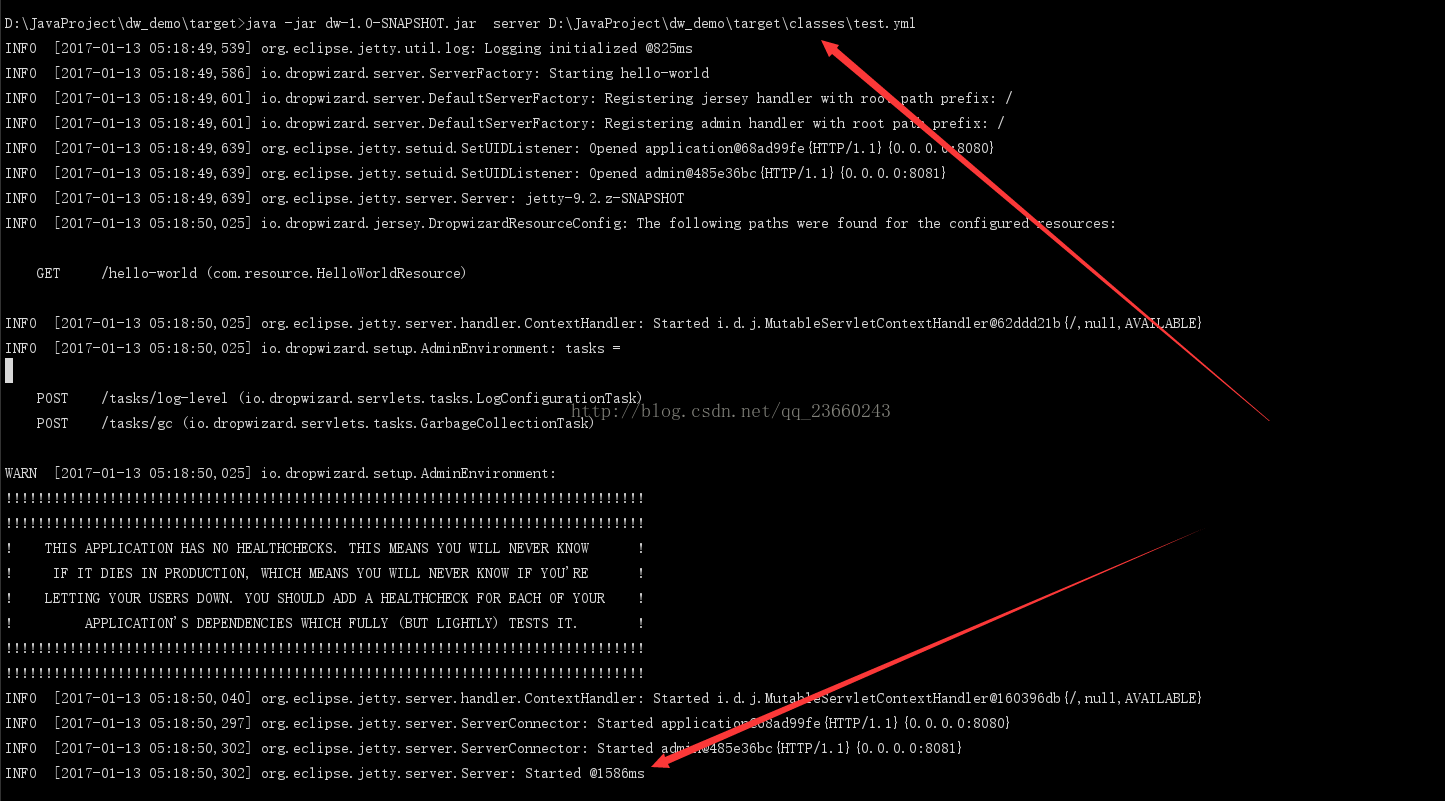 D:\JavaProject\dw_demo\target>java -jar dw-1.0-SNAPSHOT.jar  server D:\JavaProject\dw_demo\target\classes\test.yml
INFO  [2017-01-13 05:18:49,539] org.eclipse.jetty.util.log: Logging initialized @825ms
INFO  [2017-01-13 05:18:49,586] io.dropwizard.server.ServerFactory: Starting hello-world
INFO  [2017-01-13 05:18:49,601] io.dropwizard.server.DefaultServerFactory: Registering jersey handler with root path prefix: /
INFO  [2017-01-13 05:18:49,601] io.dropwizard.server.DefaultServerFactory: Registering admin handler with root path prefix: /
INFO  [2017-01-13 05:18:49,639] org.eclipse.jetty.setuid.SetUIDListener: Opened application@68ad99fe{HTTP/1.1}{0.0.0.0:8080}
INFO  [2017-01-13 05:18:49,639] org.eclipse.jetty.setuid.SetUIDListener: Opened admin@485e36bc{HTTP/1.1}{0.0.0.0:8081}
INFO  [2017-01-13 05:18:49,639] org.eclipse.jetty.server.Server: jetty-9.2.z-SNAPSHOT
INFO  [2017-01-13 05:18:50,025] io.dropwizard.jersey.DropwizardResourceConfig: The following paths were found for the configured resources:
    GET     /hello-world (com.resource.HelloWorldResource)
INFO  [2017-01-13 05:18:50,025] org.eclipse.jetty.server.handler.ContextHandler: Started i.d.j.MutableServletContextHandler@62ddd21b{/,null,AVAILABLE}
INFO  [2017-01-13 05:18:50,025] io.dropwizard.setup.AdminEnvironment: tasks =
    POST    /tasks/log-level (io.dropwizard.servlets.tasks.LogConfigurationTask)
http://blog.csdn.net/qq_23660243
    POST    /tasks/gc (io.dropwizard.servlets.tasks.GarbageCollectionTask)
WARN  [2017-01-13 05:18:50,025] io.dropwizard.setup.AdminEnvironment:
!!!!!!!!!!!!!!!!!!!!!!!!!!!!!!!!!!!!!!!!!!!!!!!!!!!!!!!!!!!!!!!!!!!!!!!!!!!!!!!!
!!!!!!!!!!!!!!!!!!!!!!!!!!!!!!!!!!!!!!!!!!!!!!!!!!!!!!!!!!!!!!!!!!!!!!!!!!!!!!!!
!    THIS APPLICATION HAS NO HEALTHCHECKS. THIS MEANS YOU WILL NEVER KNOW      !
!     IF IT DIES IN PRODUCTION, WHICH MEANS YOU WILL NEVER KNOW IF YOU'RE      !
!    LETTING YOUR USERS DOWN. YOU SHOULD ADD A HEALTHCHECK FOR EACH OF YOUR    !
!         APPLICATION'S DEPENDENCIES WHICH FULLY (BUT LIGHTLY) TESTS IT.       !
!!!!!!!!!!!!!!!!!!!!!!!!!!!!!!!!!!!!!!!!!!!!!!!!!!!!!!!!!!!!!!!!!!!!!!!!!!!!!!!!
!!!!!!!!!!!!!!!!!!!!!!!!!!!!!!!!!!!!!!!!!!!!!!!!!!!!!!!!!!!!!!!!!!!!!!!!!!!!!!!!
INFO  [2017-01-13 05:18:50,040] org.eclipse.jetty.server.handler.ContextHandler: Started i.d.j.MutableServletContextHandler@160396db{/,null,AVAILABLE}
INFO  [2017-01-13 05:18:50,297] org.eclipse.jetty.server.ServerConnector: Started application@68ad99fe{HTTP/1.1}{0.0.0.0:8080}
INFO  [2017-01-13 05:18:50,302] org.eclipse.jetty.server.ServerConnector: Started admin@485e36bc{HTTP/1.1}{0.0.0.0:8081}
INFO  [2017-01-13 05:18:50,302] org.eclipse.jetty.server.Server: Started @1586ms